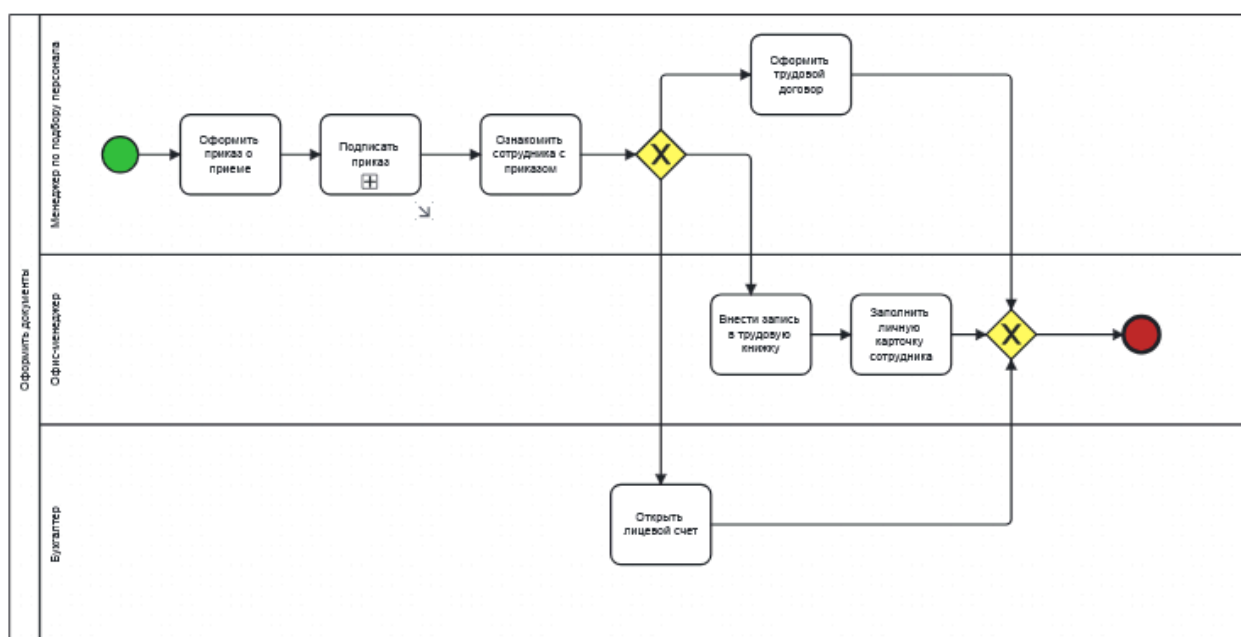 Оформить документы
Менеджер по подбору персонала
Оформить
приказ о
приеме
Подписать
приказ
Ознакомить
сотрудника с
приказом
X
Оформить
трудовой
договор
Офис-менеджер
Внести запись
в трудовую
книжку
Заполнить
личную
карточку
сотрудника
X
Бухгалтер
Открыть
лицевой счет